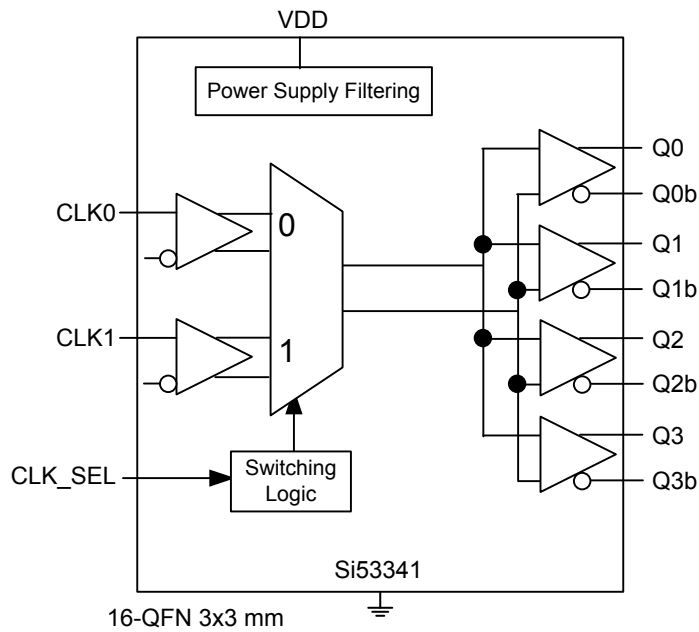 VDD
Power Supply Filtering
CLK0
0
CLK1
1
CLK_SEL
Switching
Logic
Q0
Q0b
Q1
Q1b
Q2
Q2b
Q3
Q3b
Si53341
16-QFN 3x3 mm